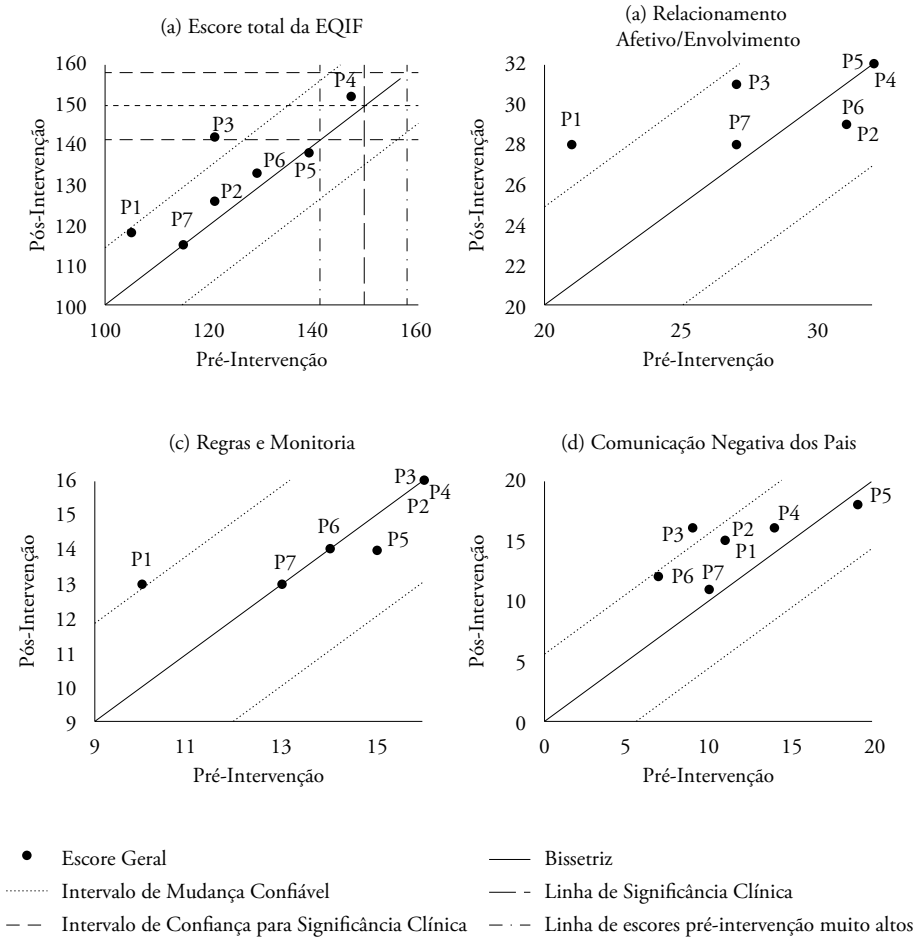 (a) Escore total da EQIF
160
150
140
130
120
110
100
100
120
140
160
P1
P2
P3
P4
P5
P6
P7
Pós-Intervenção
Pré-Intervenção
(a) Relacionamento
Afetivo/Envolvimento
32
30
28
26
24
22
20
20
25
30
P1
P3
P7
P5
P4
P6
P2
Pós-Intervenção
Pré-Intervenção
(c) Regras e Monitoria
16
15
14
13
12
11
10
9
9
11
13
15
P1
P7
P6
P5
P3
P4
P2
Pós-Intervenção
Pré-Intervenção
(d) Comunicação Negativa dos Pais
20
15
10
5
0
0
5
10
15
20
P3
P6
P7
P2
P1
P4
P5
Pós-Intervenção
Pré-Intervenção
Escore Geral
Intervalo de Mudança Confiável
Intervalo de Confiança para Significância Clínica
Bissetriz
Linha de Significância Clínica
Linha de escores pré-intervenção muito altos